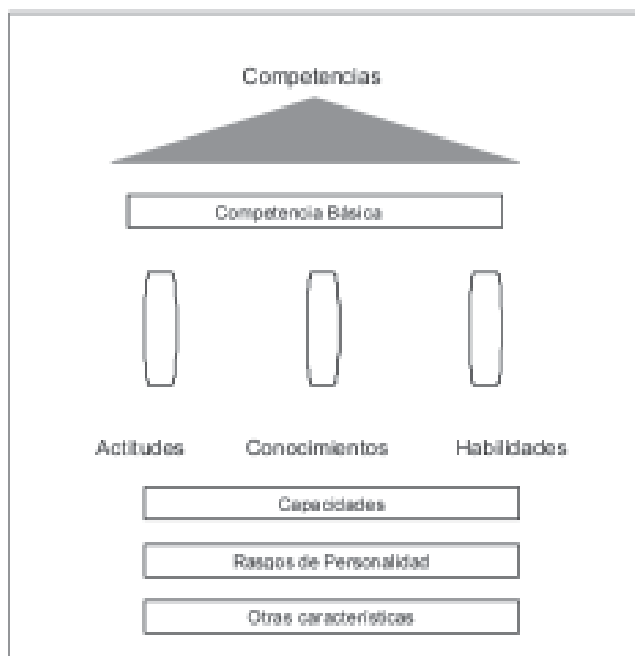 Competencias
Competencia Básica
Actitudes Conocimientos Habilidades
Capacidades
Rasgos de Personalidad
Otras características